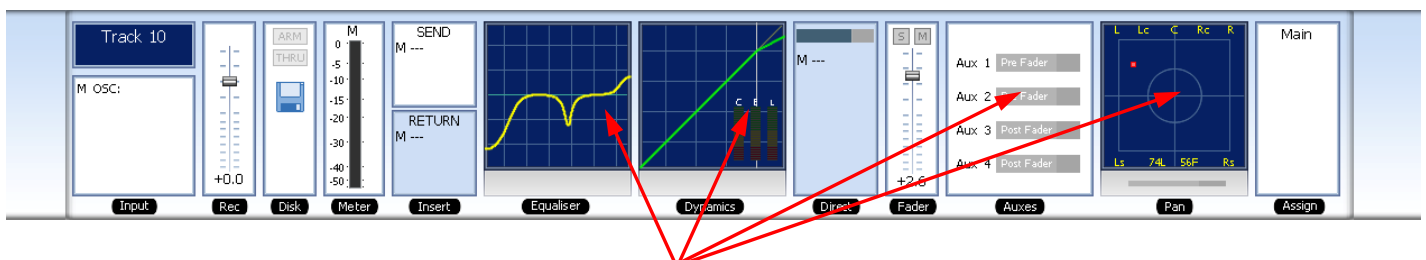 Track 10
M OSC:
Input
+0.0
Rec
ARM
THRU
Disk
M
0
-5
-10
-15
-20
-30
-40
-50
Meter
SEND
M ---
RETURN
M ---
Insert
Equaliser
C E L
Dynamics
M ---
Direct
S M
+2.6
Fader
Aux 1 Pre Fader
Aux 2 Pre Fader
Aux 3 Post Fader
Aux 4 Post Fader
Auxes
L Lc C Rc R
Ls 74L 56F Rs
Pan
Main
Assign